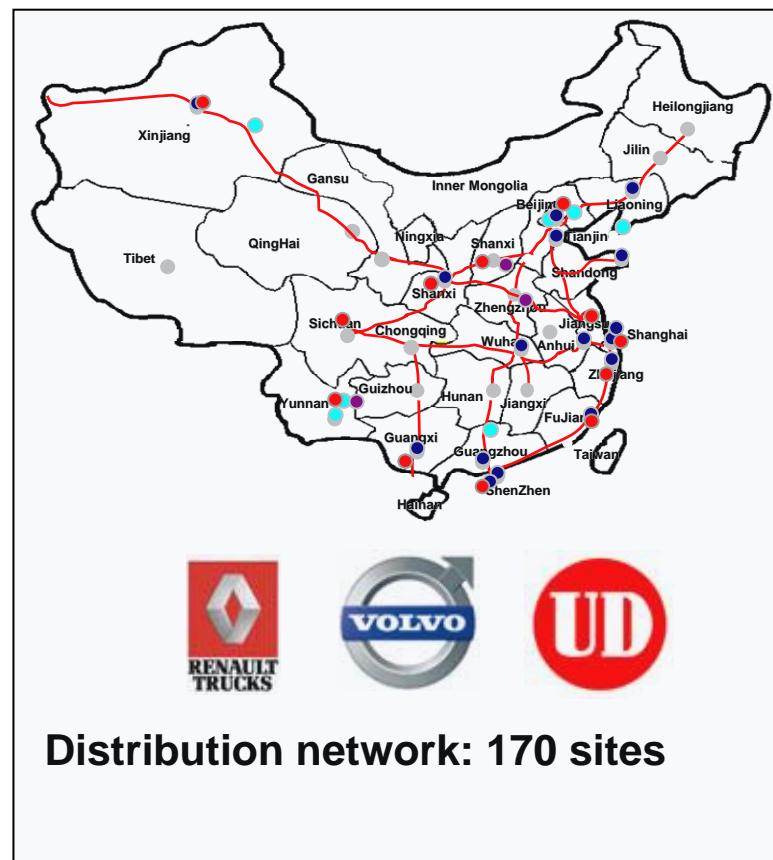 Heilongjiang
Jilin
Xinjiang
Gansu
Inner Mongolia
Beijing
Liaoning
Ningxia
Shanxi
Tianjin
QingHai
Tibet
Shandong
Shanxi
Zhengzhou
Sichuan
Chongqing
Jiangsu
Shanghai
Wuhan
Anhui
Zhejiang
Guizhou
Hunan
Jiangxi
Yunnan
FuJian
Guangxi
Guangzhou
Taiwan
ShenZhen
Hainan
RENAULT
TRUCKS
VOLVO
UD
Distribution network: 170 sites